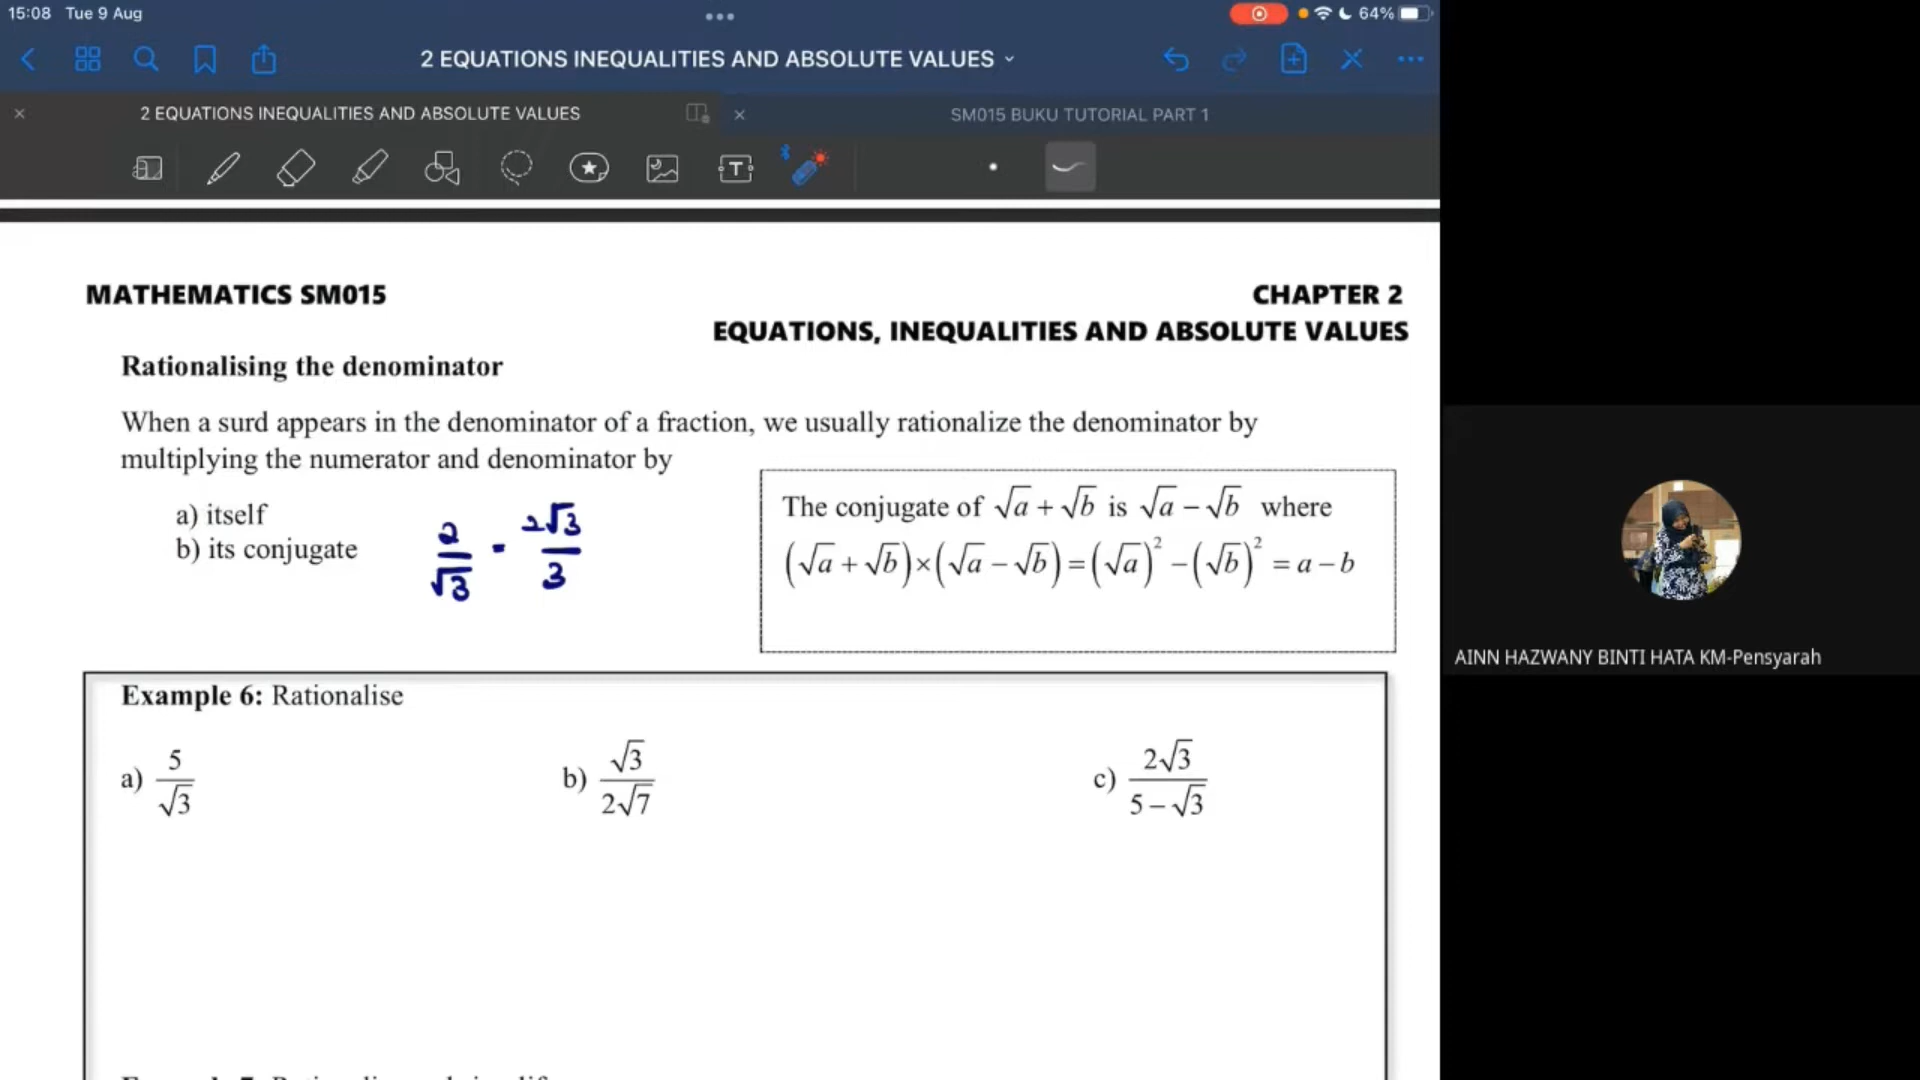 15:08 Tue 9 Aug
64%
2 EQUATIONS INEQUALITIES AND ABSOLUTE VALUES
2 EQUATIONS INEQUALITIES AND ABSOLUTE VALUES
SM015 BUKU TUTORIAL PART 1
MATHEMATICS SM015
CHAPTER 2
EQUATIONS, INEQUALITIES AND ABSOLUTE VALUES
Rationalising the denominator
When a surd appears in the denominator of a fraction, we usually rationalize the denominator by
multiplying the numerator and denominator by
a) itself
b) its conjugate
2/√3 = 2√3/3
The conjugate of √a + √b is √a − √b where
(√a + √b)×(√a − √b) = (√a)² − (√b)² = a − b
AINN HAZWANY BINTI HATA KM-Pensyarah
Example 6: Rationalise
a) 5/√3
b) √3/2√7
c) 2√3/5 − √3